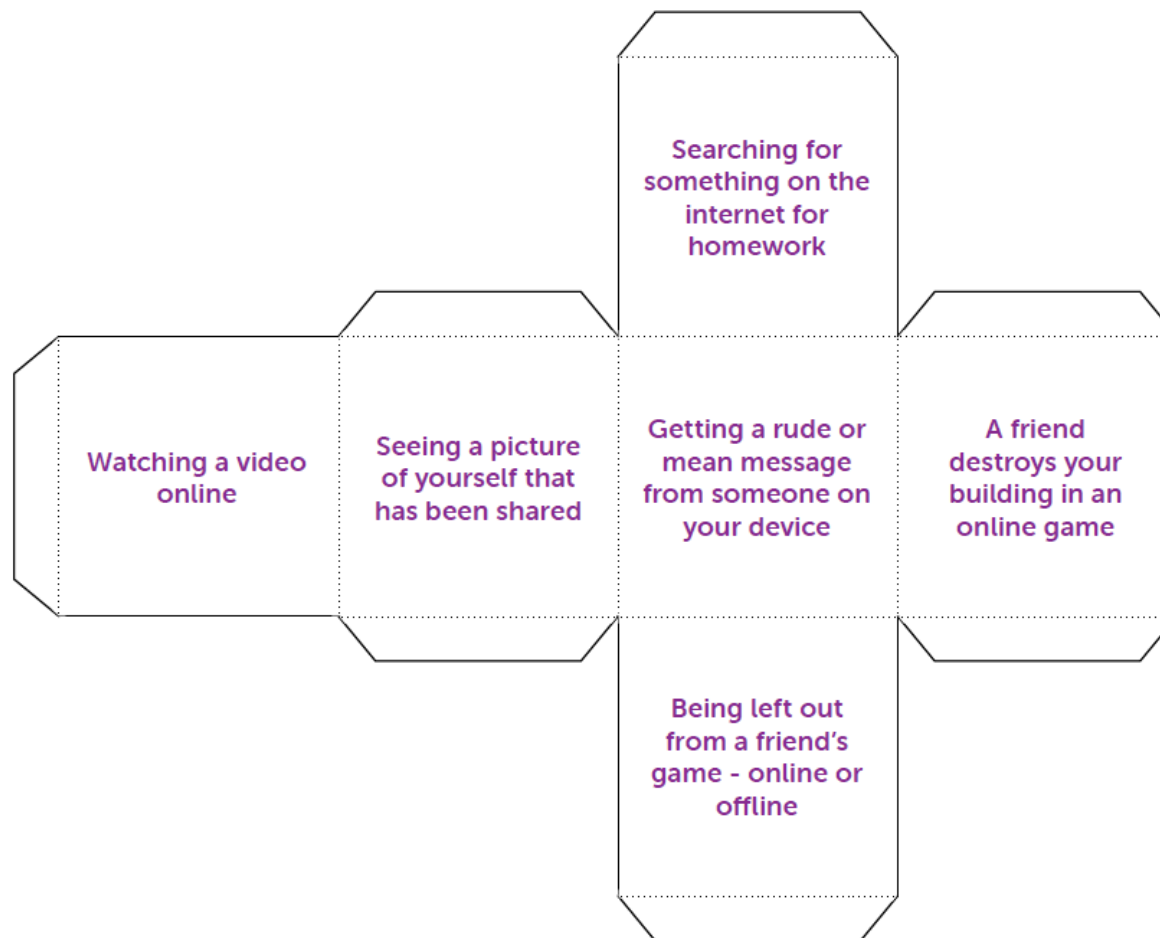 Searching for
something on the
internet for
homework
Watching a video
online
Seeing a picture
of yourself that
has been shared
Getting a rude or
mean message
from someone on
your device
A friend
destroys your
building in an
online game
Being left out
from a friend's
game - online or
offline